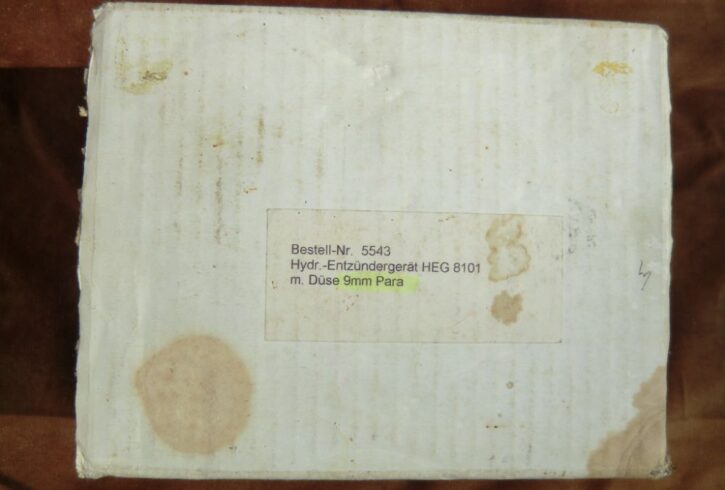 Bestell-Nr. 5543
Hydr.-Entzündergerät HEG 8101
m. Düse 9mm Para